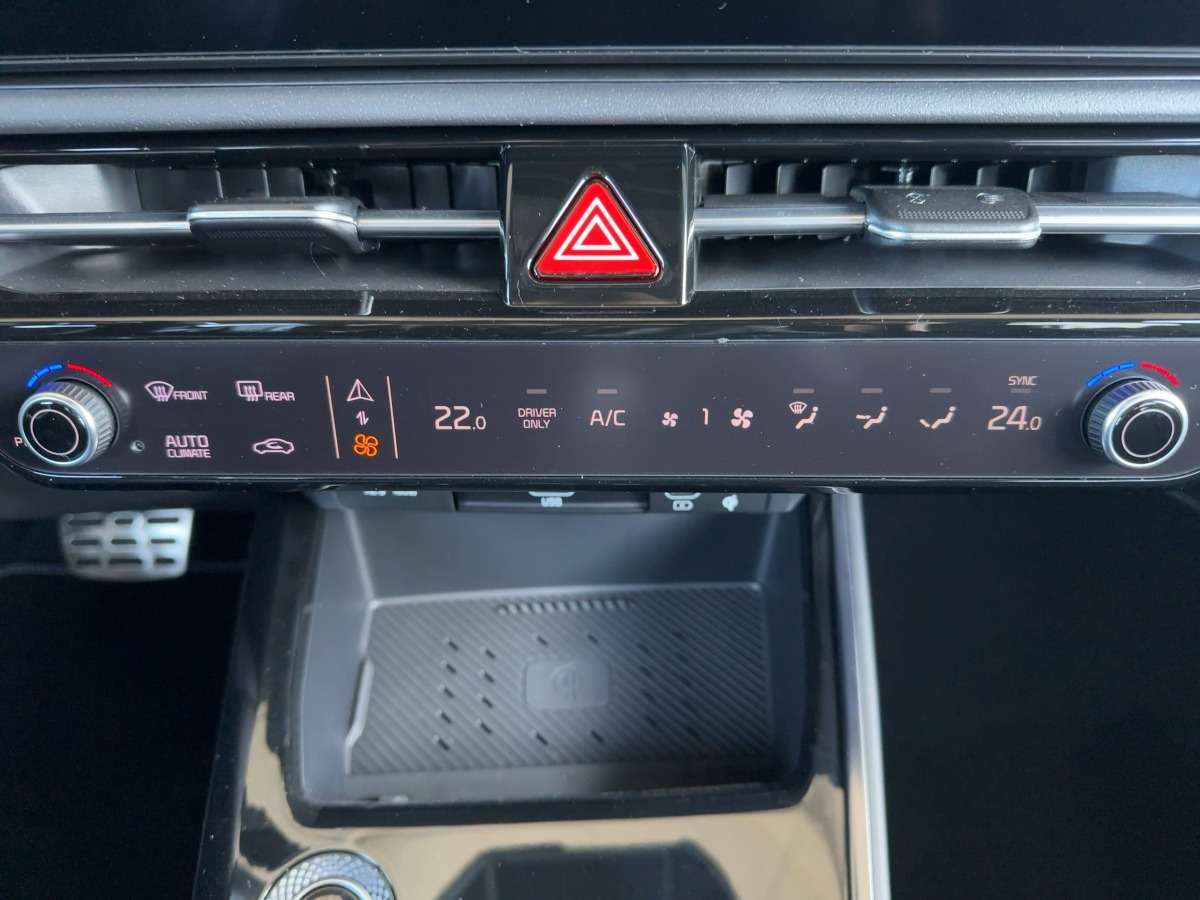 SYNC
FRONT
REAR
22.0
DRIVER
ONLY
A/C
1
24.0
AUTO
CLIMATE
USB